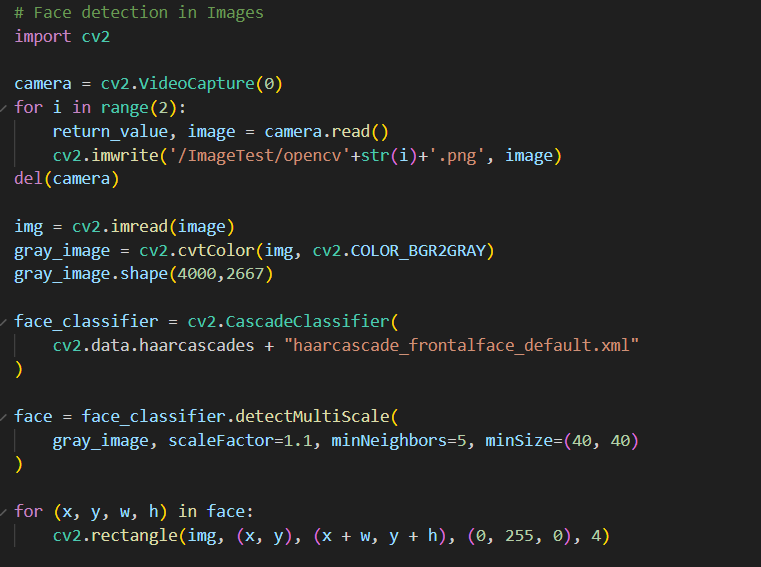 # Face detection in Images
import cv2
camera = cv2.VideoCapture(0)
for i in range(2):
    return_value, image = camera.read()
    cv2.imwrite('/ImageTest/opencv'+str(i)+'.png', image)
del(camera)
img = cv2.imread(image)
gray_image = cv2.cvtColor(img, cv2.COLOR_BGR2GRAY)
gray_image.shape(4000,2667)
face_classifier = cv2.CascadeClassifier(
    cv2.data.haarcascades + "haarcascade_frontalface_default.xml"
)
face = face_classifier.detectMultiScale(
    gray_image, scaleFactor=1.1, minNeighbors=5, minSize=(40, 40)
)
for (x, y, w, h) in face:
    cv2.rectangle(img, (x, y), (x + w, y + h), (0, 255, 0), 4)